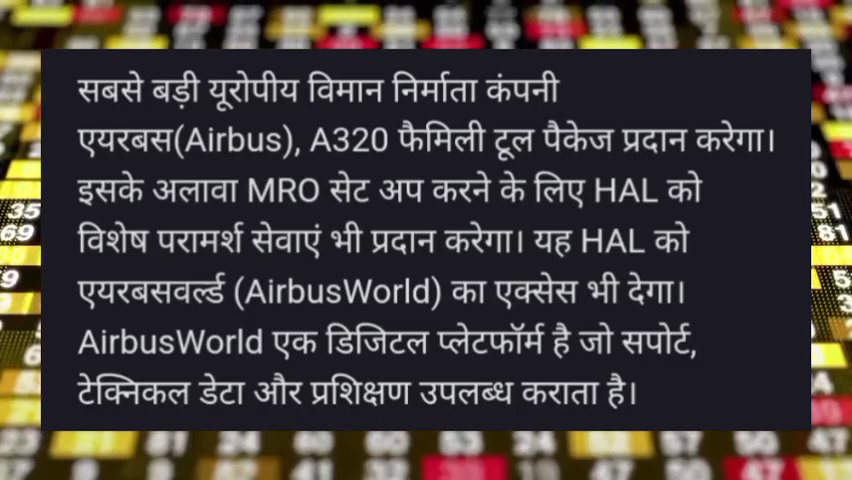 सबसे बड़ी यूरोपीय विमान निर्माता कंपनी
एयरबस(Airbus), A320 फैमिली टूल पैकेज प्रदान करेगा।
इसके अलावा MRO सेट अप करने के लिए HAL को
विशेष परामर्श सेवाएं भी प्रदान करेगा। यह HAL को
एयरबसवर्ल्ड (AirbusWorld) का एक्सेस भी देगा।
AirbusWorld एक डिजिटल प्लेटफॉर्म है जो सपोर्ट,
टेक्निकल डेटा और प्रशिक्षण उपलब्ध कराता है।